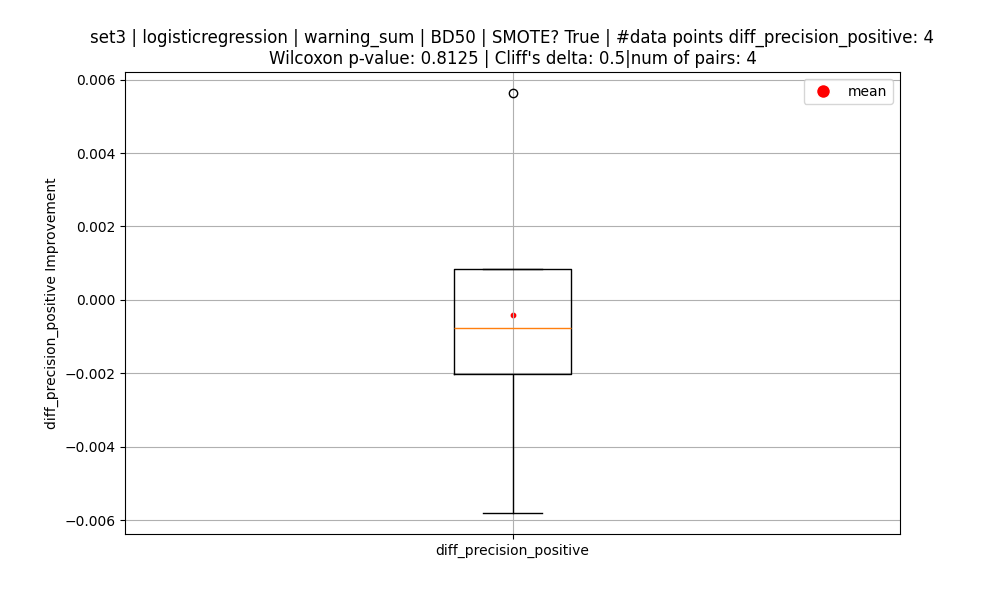 set3 | logisticregression | warning_sum | BD50 | SMOTE? True | #data points diff_precision_positive: 4
Wilcoxon p-value: 0.8125 | Cliff's delta: 0.5|num of pairs: 4
mean
diff_precision_positive Improvement
0.006
0.004
0.002
0.000
−0.002
−0.004
−0.006
diff_precision_positive